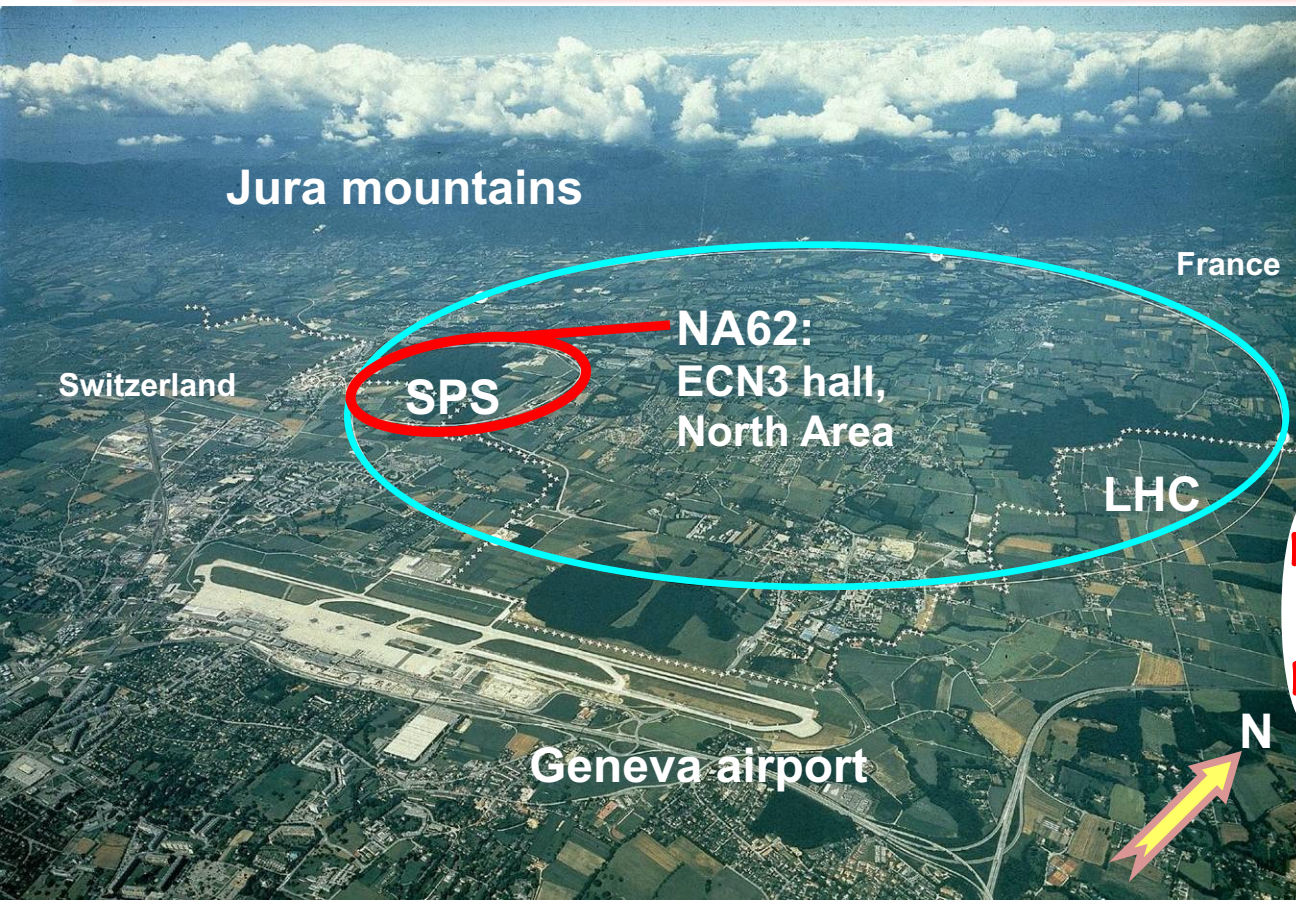 Jura mountains
France
NA62:
ECN3 hall,
North Area
Switzerland
SPS
LHC
N
Geneva airport